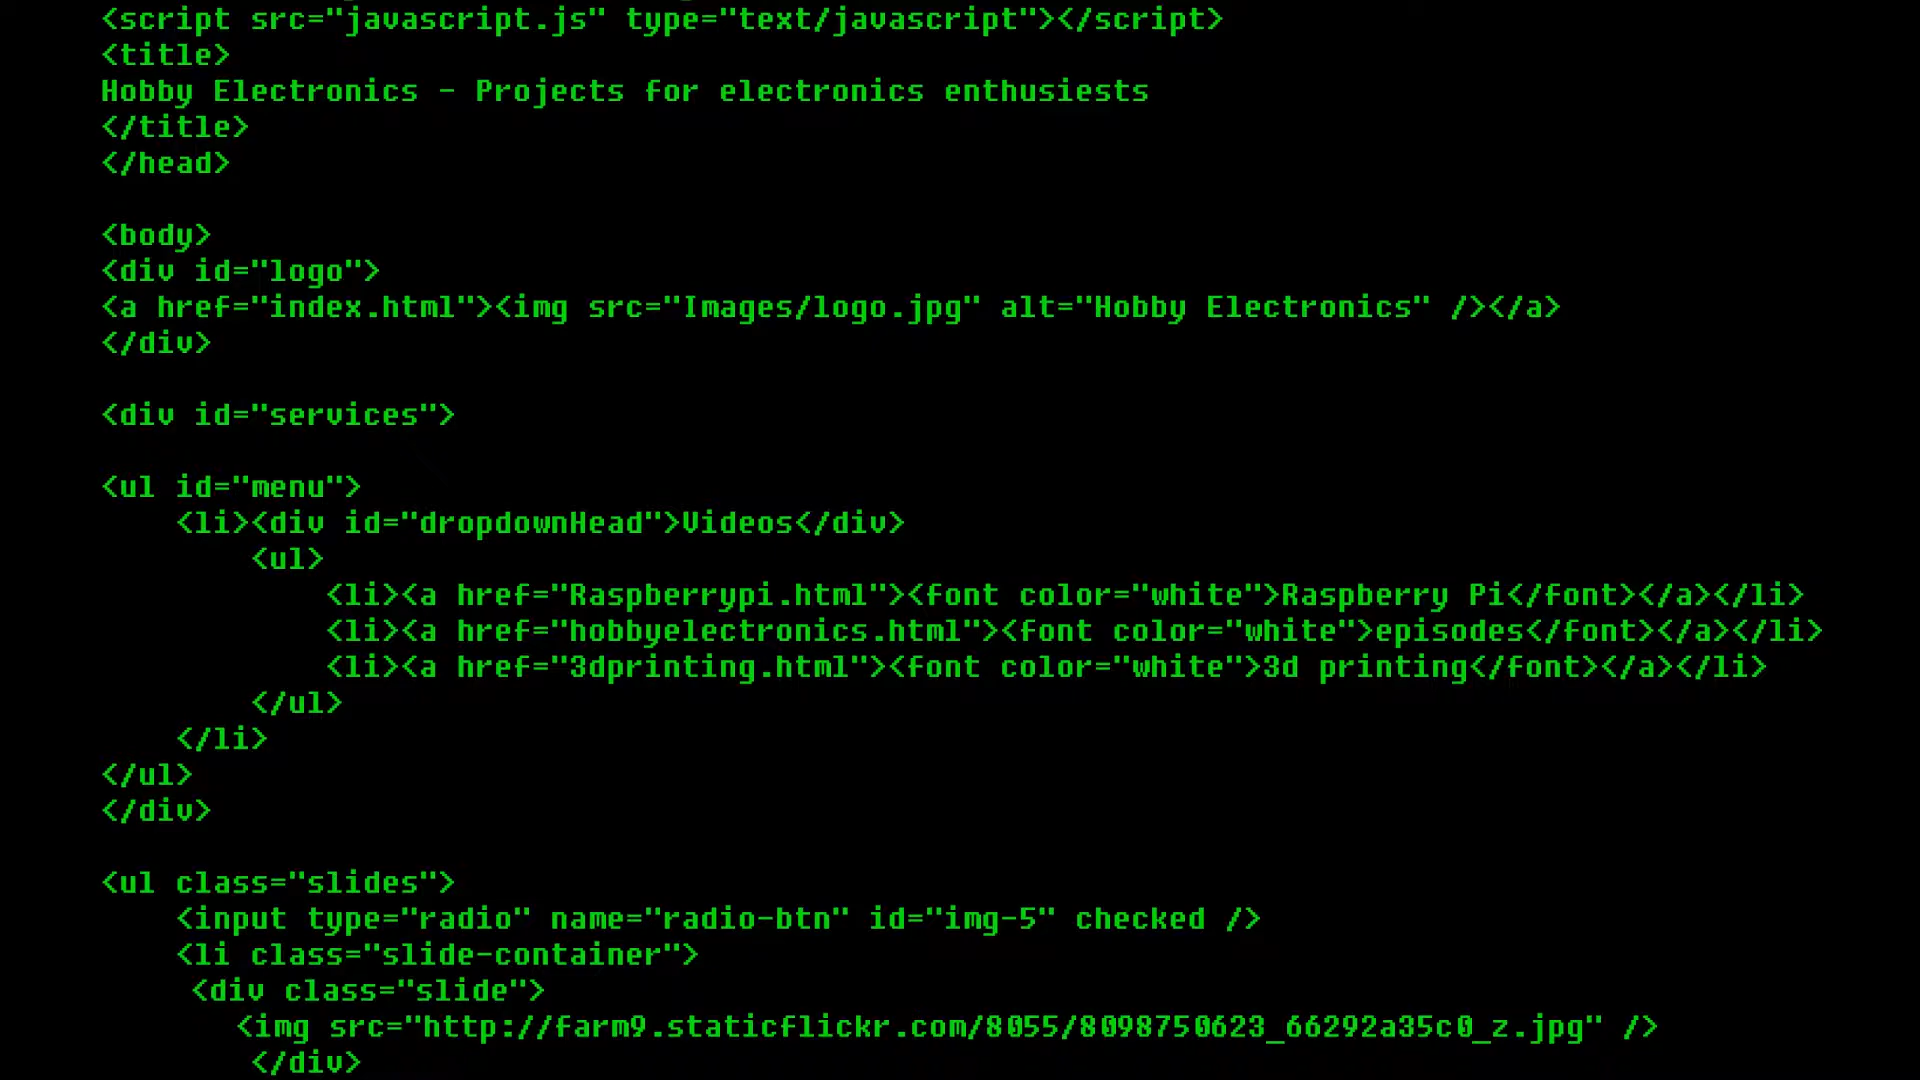 <script src="javascript.js" type="text/javascript"></script>
<title>
Hobby Electronics - Projects for electronics enthusiests
</title>
</head>
<body>
<div id="logo">
<a href="index.html"><img src="Images/logo.jpg" alt="Hobby Electronics" /></a>
</div>
<div id="services">
<ul id="menu">
<li><div id="dropdownHead">Videos</div>
<ul>
<li><a href="Raspberrypi.html"><font color="white">Raspberry Pi</font></a></li>
<li><a href="hobbyelectronics.html"><font color="white">episodes</font></a></li>
<li><a href="3dprinting.html"><font color="white">3d printing</font></a></li>
</ul>
</li>
</ul>
</div>
<ul class="slides">
<input type="radio" name="radio-btn" id="img-5" checked />
<li class="slide-container">
<div class="slide">
<img src="http://farm9.staticflickr.com/8055/8098750623_66292a35c0_z.jpg" />
</div>